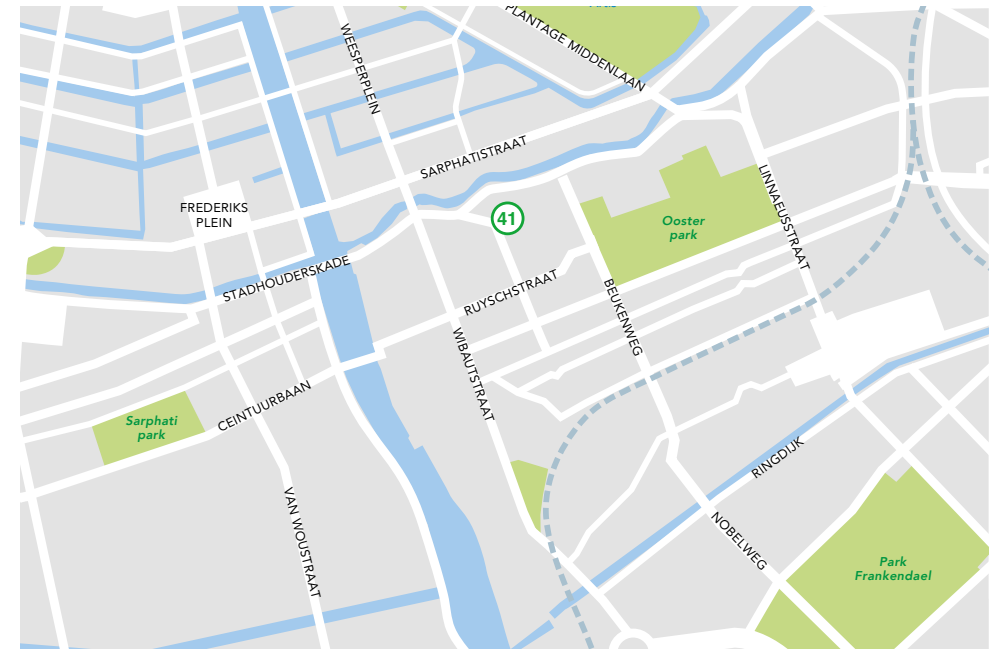 PLANTAGE MIDDENLAAN
WEESPERPLEIN
SARPHATISTRAAT
LINNAEUSSTRAAT
FREDERIKS
PLEIN
41
Ooster
park
STADHOUDERSKADE
RUYSCHSTRAAT
BEUKENWEG
WIBAUTSTRAAT
CEINTUURBAAN
Sarphati
park
RINGDIJK
VAN WOUSTRAAT
NOBELWEG
Park
Frankendael